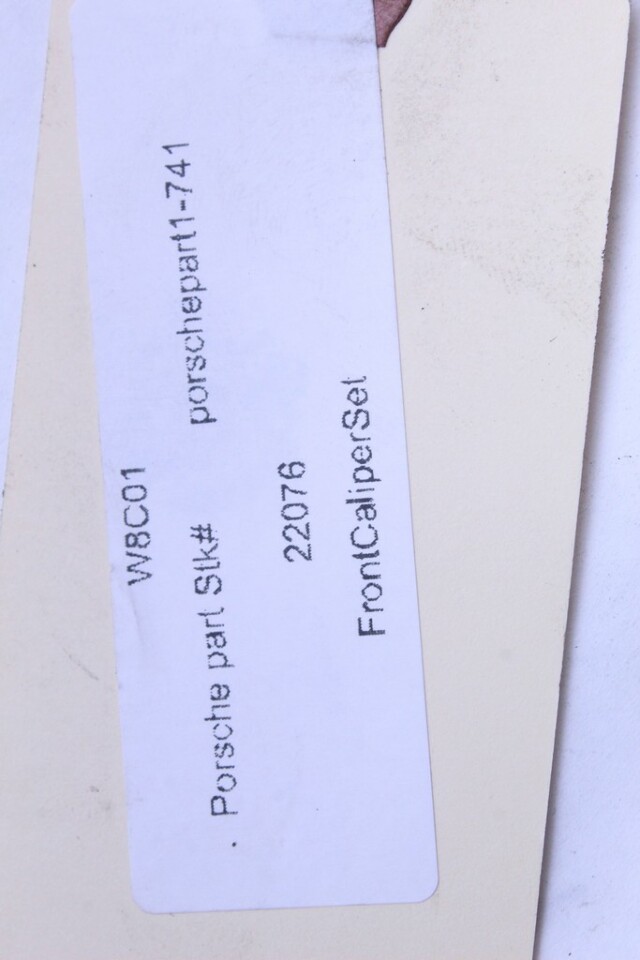 W8C01
Porsche part Stk# porschepart1-741
22076
FrontCaliperSet